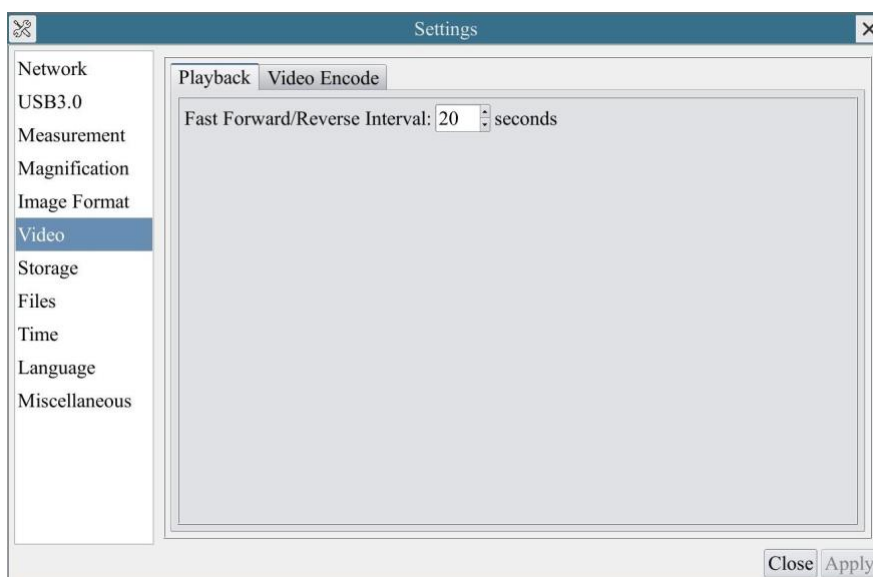 Settings
Network
USB3.0
Measurement
Magnification
Image Format
Video
Storage
Files
Time
Language
Miscellaneous
Playback Video Encode
Fast Forward/Reverse Interval: 20 seconds
Close Apply